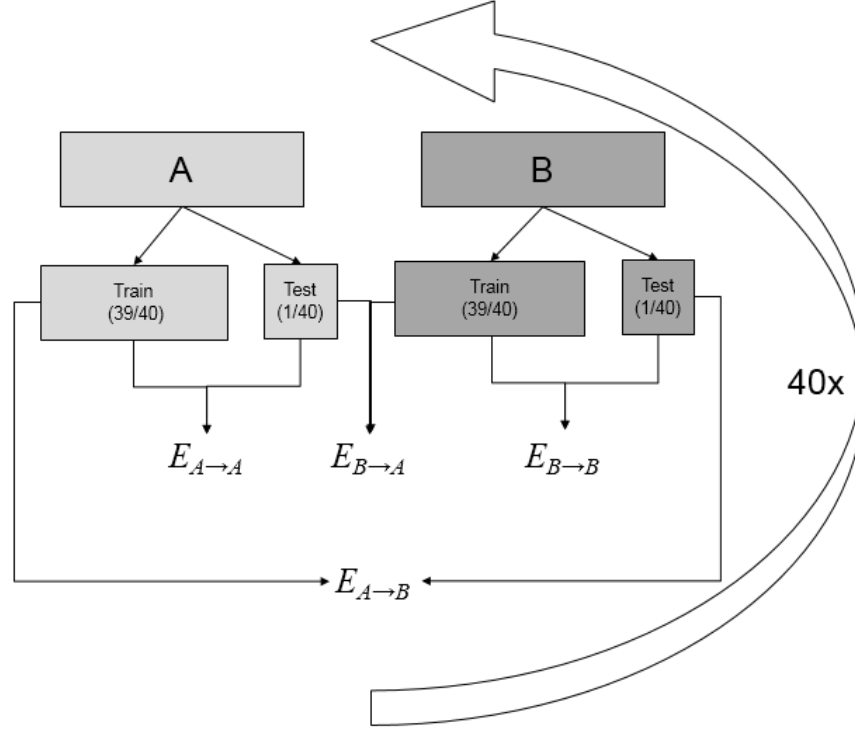 A
B
Train
(39/40)
Test
(1/40)
Train
(39/40)
Test
(1/40)
40x
E_{A→A}
E_{B→A}
E_{B→B}
E_{A→B}